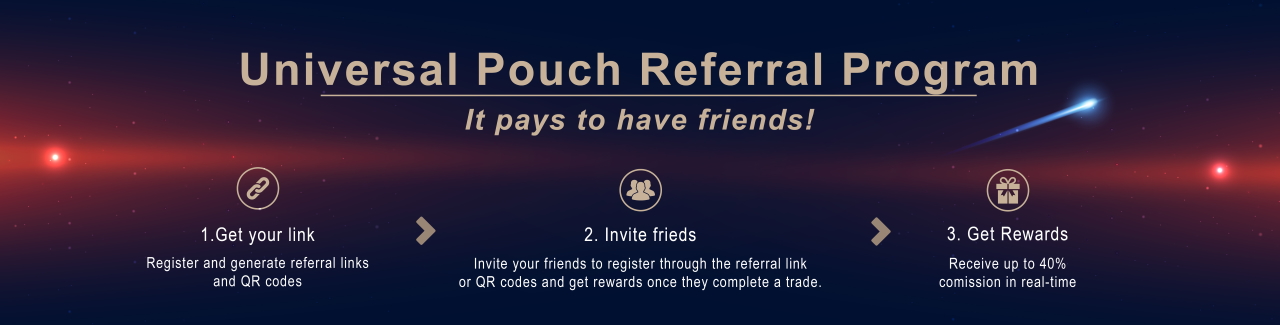 Universal Pouch Referral Program
It pays to have friends!
1.Get your link
Register and generate referral links
and QR codes
2. Invite frieds
Invite your friends to register through the referral link
or QR codes and get rewards once they complete a trade.
3. Get Rewards
Receive up to 40%
comission in real-time